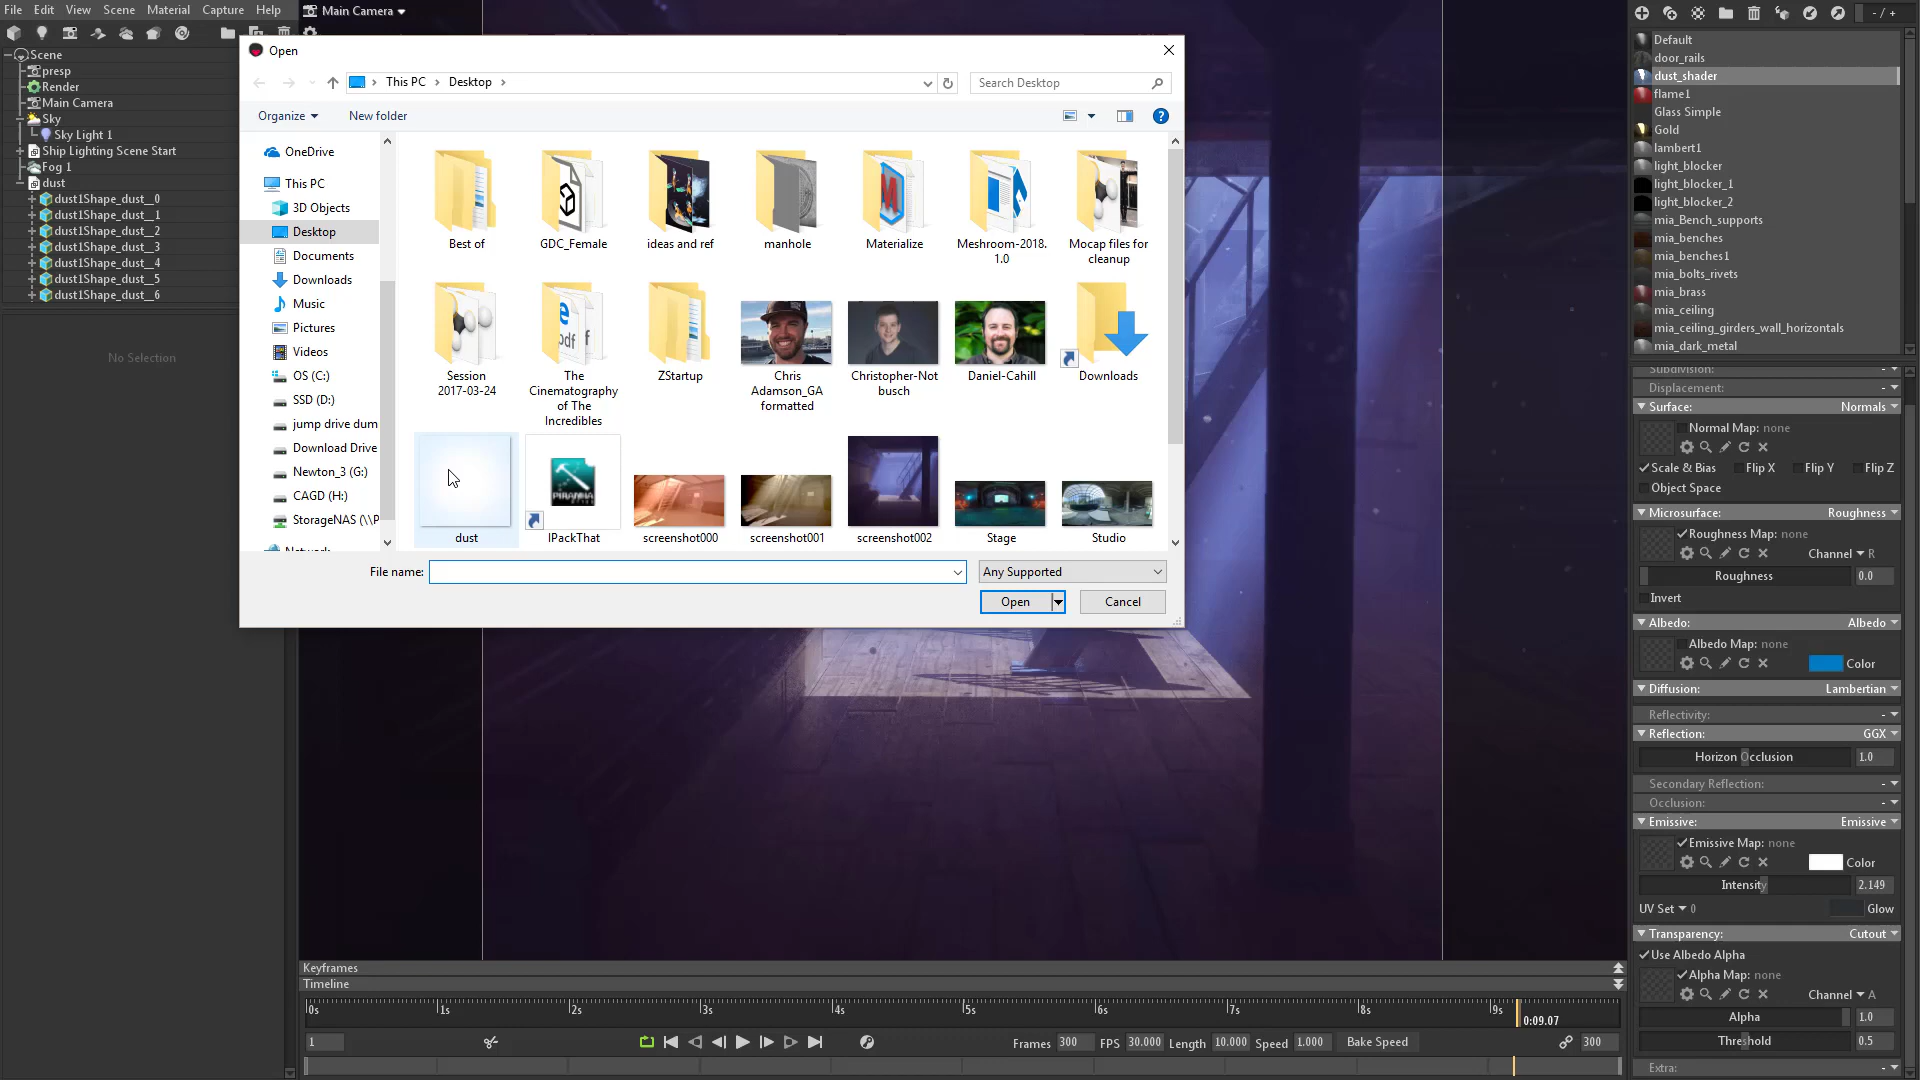 File Edit View Scene Material Capture Help
Main Camera
- / +
Scene
presp
Render
Main Camera
Sky
Sky Light 1
Ship Lighting Scene Start
Fog 1
dust
dust1Shape_dust__0
dust1Shape_dust__1
dust1Shape_dust__2
dust1Shape_dust__3
dust1Shape_dust__4
dust1Shape_dust__5
dust1Shape_dust__6
No Selection
Open
This PC > Desktop >
Search Desktop
Organize
New folder
OneDrive
This PC
3D Objects
Desktop
Documents
Downloads
Music
Pictures
Videos
OS (C:)
SSD (D:)
jump drive dum
Download Drive
Newton_3 (G:)
CAGD (H:)
StorageNAS (\\P
Best of
GDC_Female
ideas and ref
manhole
Materialize
Meshroom-2018.
1.0
Mocap files for
cleanup
Session
2017-03-24
The
Cinematography
of The
Incredibles
ZStartup
Chris
Adamson_GA
formatted
Christopher-Not
busch
Daniel-Cahill
Downloads
dust
PIRANHA
IPackThat
screenshot000
screenshot001
screenshot002
Stage
Studio
File name:
Any Supported
Open
Cancel
Default
door_rails
dust_shader
flame1
Glass Simple
Gold
lambert1
light_blocker
light_blocker_1
light_blocker_2
mia_Bench_supports
mia_benches
mia_benches1
mia_bolts_rivets
mia_brass
mia_ceiling
mia_ceiling_girders_wall_horizontals
mia_dark_metal
Subdivision: -
Displacement: -
Surface: Normals
Normal Map: none
Scale & Bias Flip X Flip Y Flip Z
Object Space
Microsurface: Roughness
Roughness Map: none
Channel R
Roughness 0.0
Invert
Albedo: Albedo
Albedo Map: none
Color
Diffusion: Lambertian
Reflectivity: -
Reflection: GGX
Horizon Occlusion 1.0
Secondary Reflection: -
Occlusion: -
Emissive: Emissive
Emissive Map: none
Color
Intensity 2.149
UV Set 0 Glow
Transparency: Cutout
Use Albedo Alpha
Alpha Map: none
Channel A
Alpha 1.0
Threshold 0.5
Extra: -
Keyframes
Timeline
0s 1s 2s 3s 4s 5s 6s 7s 8s 9s
0:09.07
1
Frames 300 FPS 30.000 Length 10.000 Speed 1.000 Bake Speed
300